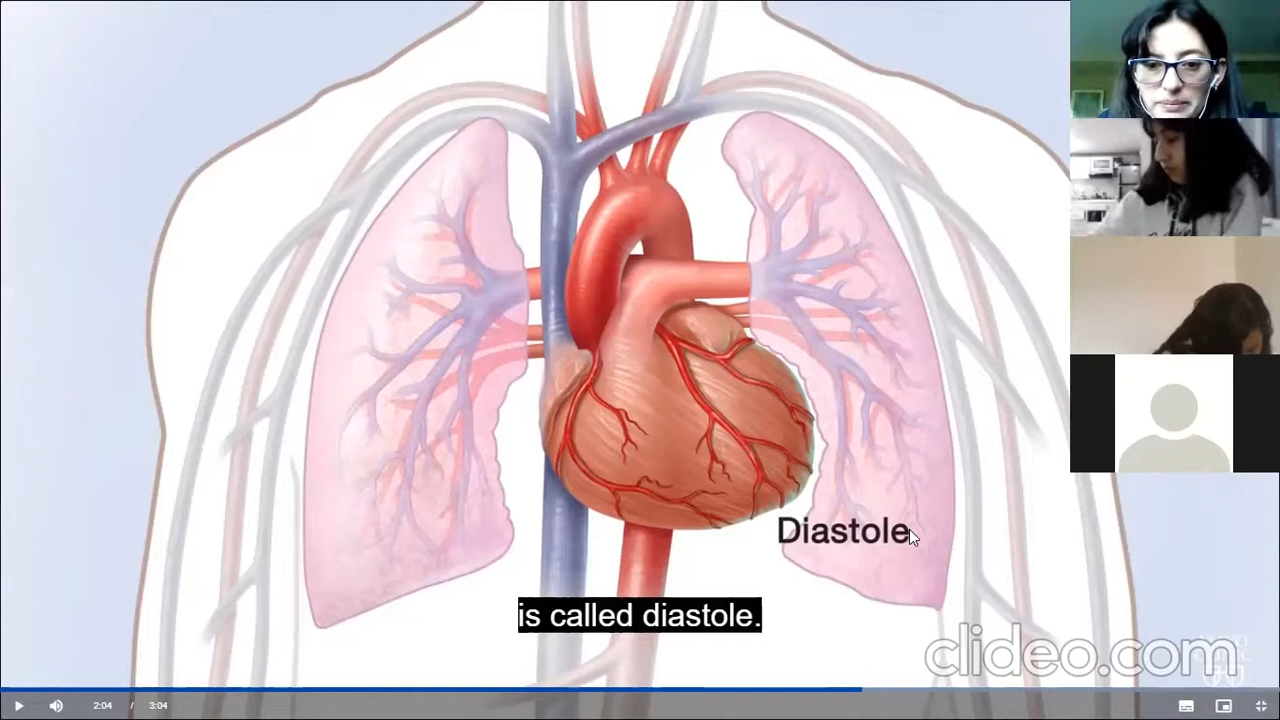 Diastole
is called diastole.
clideo.com
2:04 / 3:04